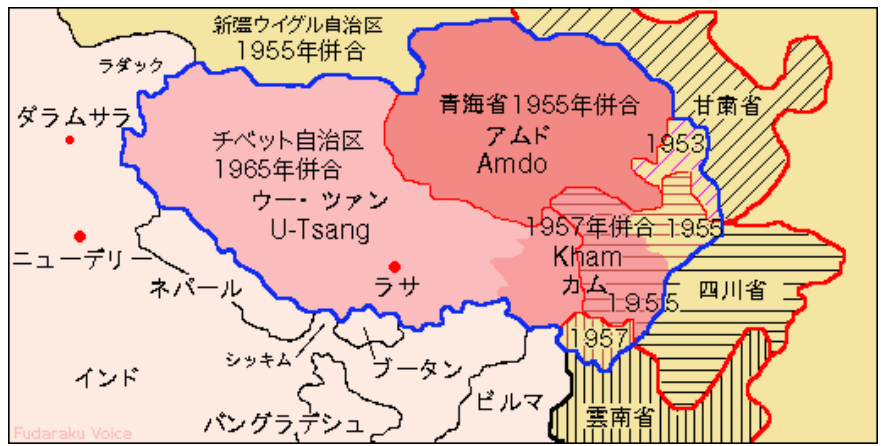 新疆ウイグル自治区
1955年併合
ラダック
ダラムサラ
青海省1955年併合
アムド
Amdo
甘粛省
1953
チベット自治区
1965年併合
ウー・ツァン
U-Tsang
1957年併合
1955
Kham
カム
ニューデリー
ラサ
ネパール
四川省
1955
1957
シッキム
ブータン
インド
ビルマ
バングラデシュ
雲南省
Fudaraku Voice